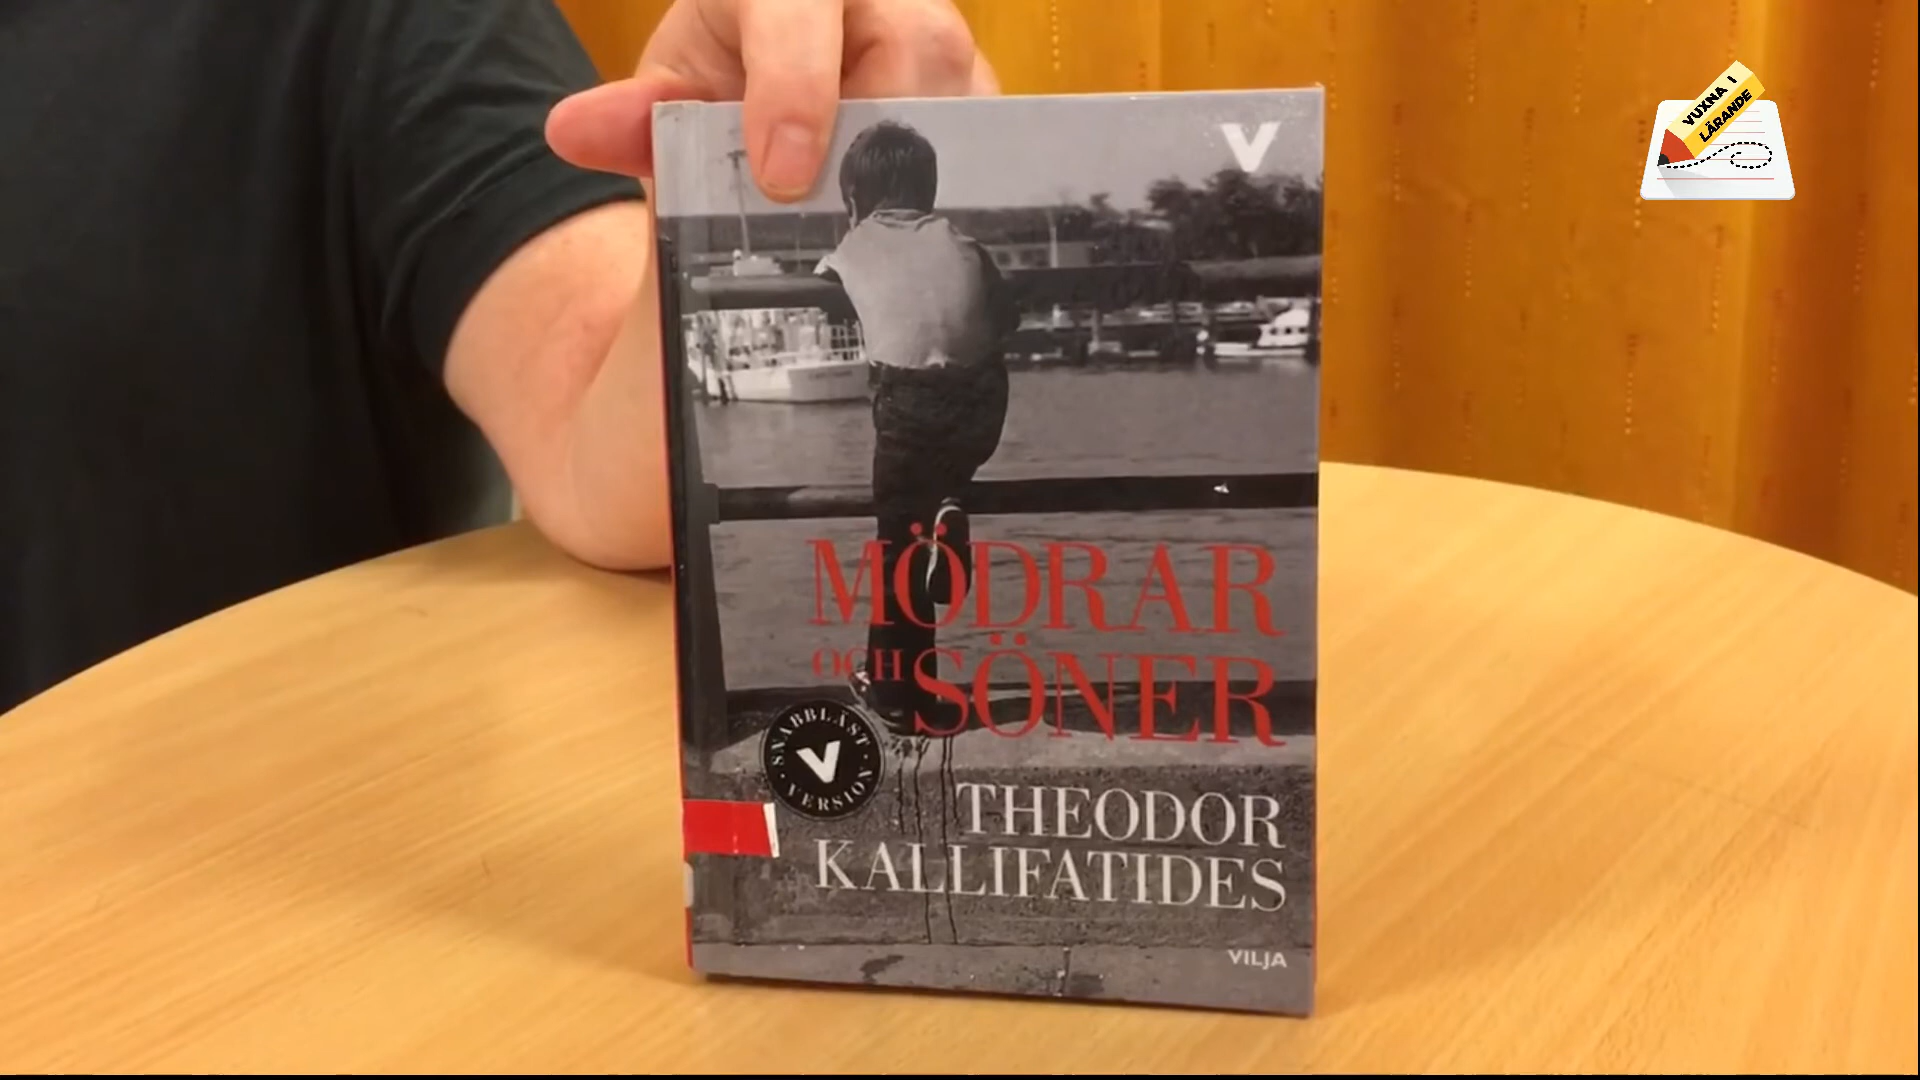 VUXNA I
LÄRANDE
V
MÖDRAR
OCH SÖNER
SNABBLÄST
V
VERSION
THEODOR
KALLIFATIDES
VILJA